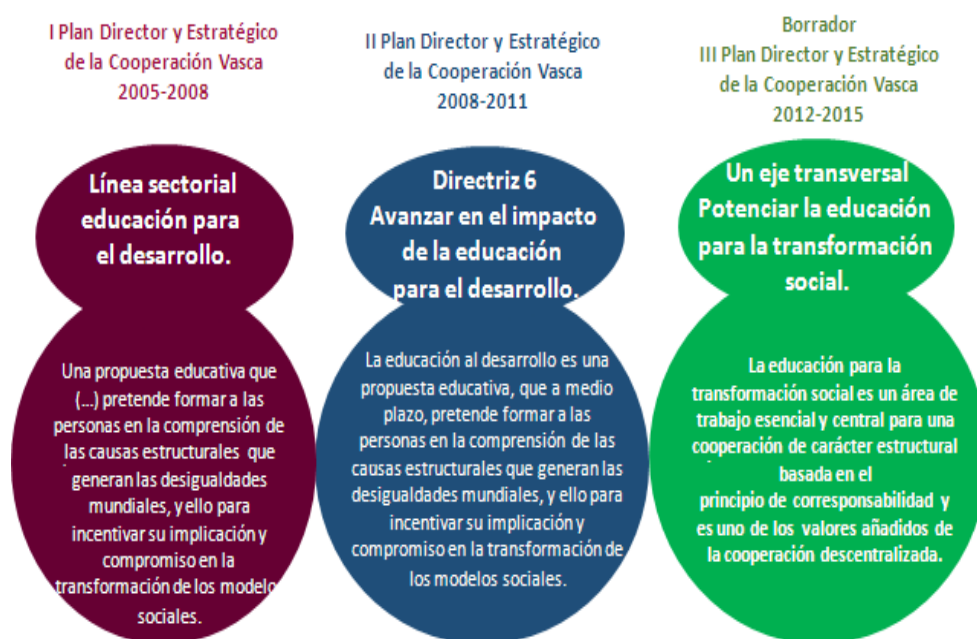 I Plan Director y Estratégico
de la Cooperación Vasca
2005-2008
Línea sectorial
educación para
el desarrollo.
Una propuesta educativa que
(...) pretende formar a las
personas en la comprensión de
las causas estructurales que
generan las desigualdades
mundiales, y ello para
incentivar su implicación y
compromiso en la
transformación de los modelo
sociales.
II Plan Director y Estratégico
de la Cooperación Vasca
2008-2011
Directriz 6
Avanzar en el impacto
de la educación
para el desarrollo.
La educación al desarrollo es una
propuesta educativa, que a medio
plazo, pretende formar a las
personas en la comprensión de las
causas estructurales que generan las
desigualdades mundiales, y ello para
incentivar su implicación y
compromiso en la transformación de
los modelos sociales.
Borrador
III Plan Director y Estratégico
de la Cooperación Vasca
2012-2015
Un eje transversal
Potenciar la educación
para la transformación
social.
La educación para la
transformación social es un área de
trabajo esencial y central para una
cooperación de carácter estructural
basada en el
principio de corresponsabilidad y
es uno de los valores añadidos de
la cooperación descentralizada.